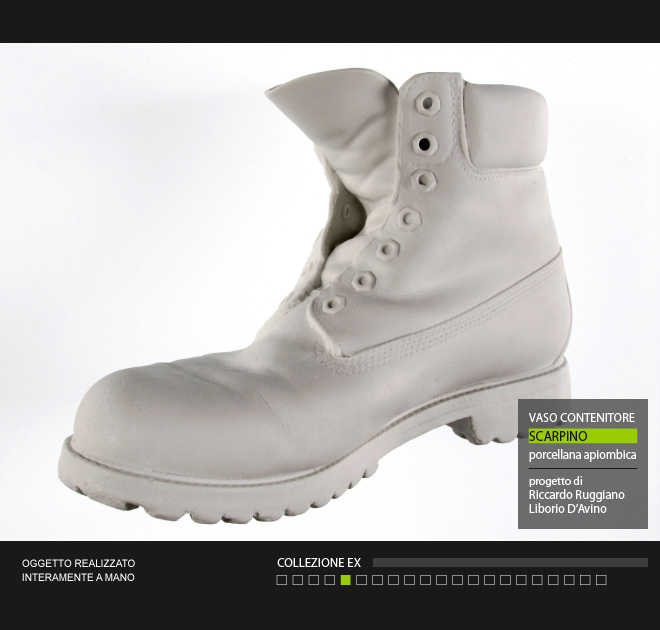 VASO CONTENITORE
SCARPINO
porcellana apiombica
progetto di
Riccardo Ruggiano
Liborio D'Avino
OGGETTO REALIZZATO
INTERAMENTE A MANO
COLLEZIONE EX